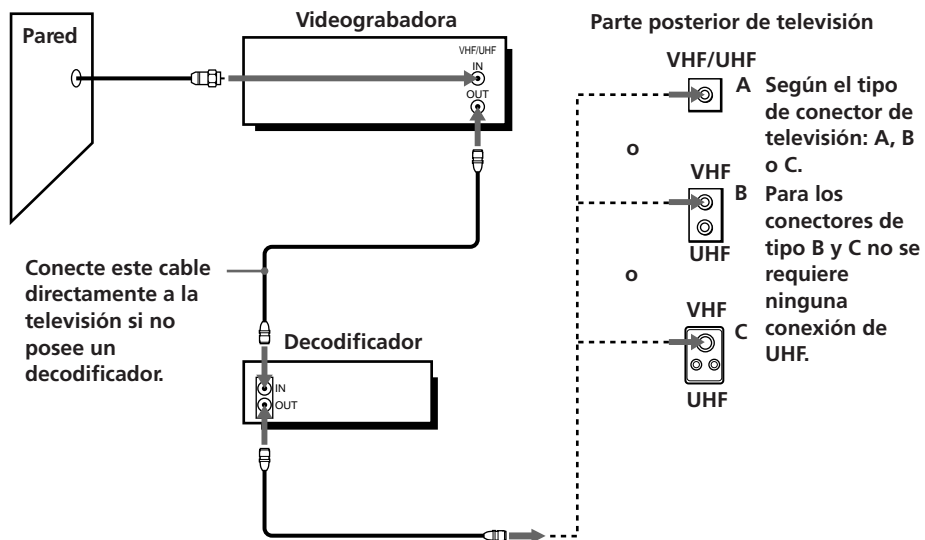 Pared
Videograbadora
VHF/UHF
IN
OUT
Conecte este cable
directamente a la
televisión si no
posee un
decodificador.
Decodificador
IN
OUT
Parte posterior de televisión
VHF/UHF
A
o
VHF
B
UHF
o
VHF
C
UHF
Según el tipo
de conector de
televisión: A, B
o C.
Para los
conectores de
tipo B y C no se
requiere
ninguna
conexión de
UHF.